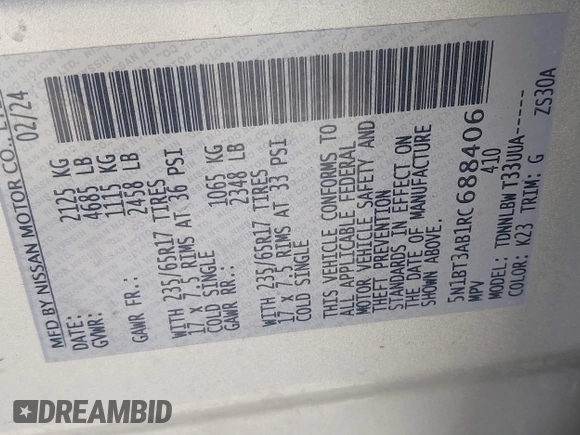 MFD BY NISSAN MOTOR CO.,
DATE: 02/24
GVWR: 2125 KG
4685 LB
GAWR FR.: 1115 KG
2458 LB
WITH 235/65R17 TIRES
17 x 7.5 RIMS AT 36 PSI
COLD SINGLE
GAWR RR.: 1065 KG
2348 LB
WITH 235/65R17 TIRES
17 x 7.5 RIMS AT 33 PSI
COLD SINGLE
THIS VEHICLE CONFORMS TO
ALL APPLICABLE FEDERAL
MOTOR VEHICLE SAFETY AND
THEFT PREVENTION
STANDARDS IN EFFECT ON
THE DATE OF MANUFACTURE
SHOWN ABOVE.
5N1BT3AB1RC688406
MPV 410
MODEL: TDNNLBW T33UUA------
COLOR: K23 TRIM: G ZS30A
DREAMBID